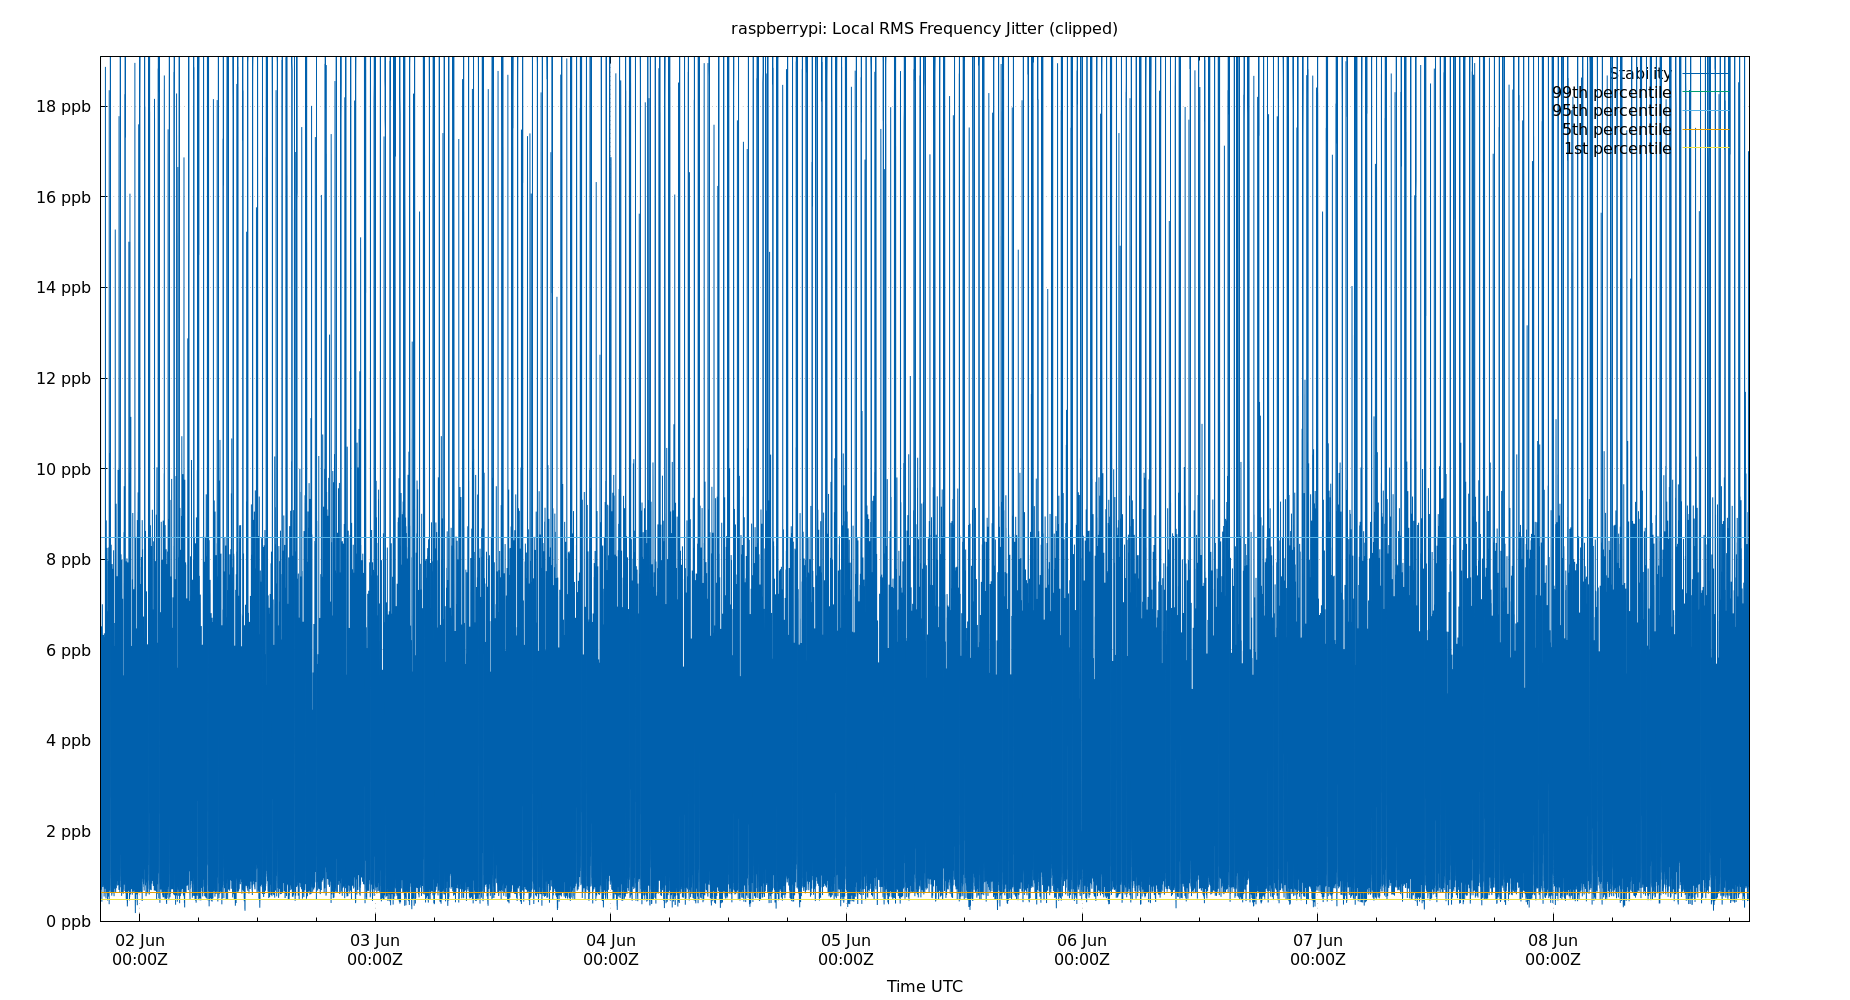 raspberrypi: Local RMS Frequency Jitter (clipped)
Stability
99th percentile
95th percentile
5th percentile
1st percentile
18 ppb
16 ppb
14 ppb
12 ppb
10 ppb
8 ppb
6 ppb
4 ppb
2 ppb
0 ppb
02 Jun 03 Jun 04 Jun 05 Jun 06 Jun 07 Jun 08 Jun
00:00Z 00:00Z 00:00Z 00:00Z 00:00Z 00:00Z 00:00Z
Time UTC